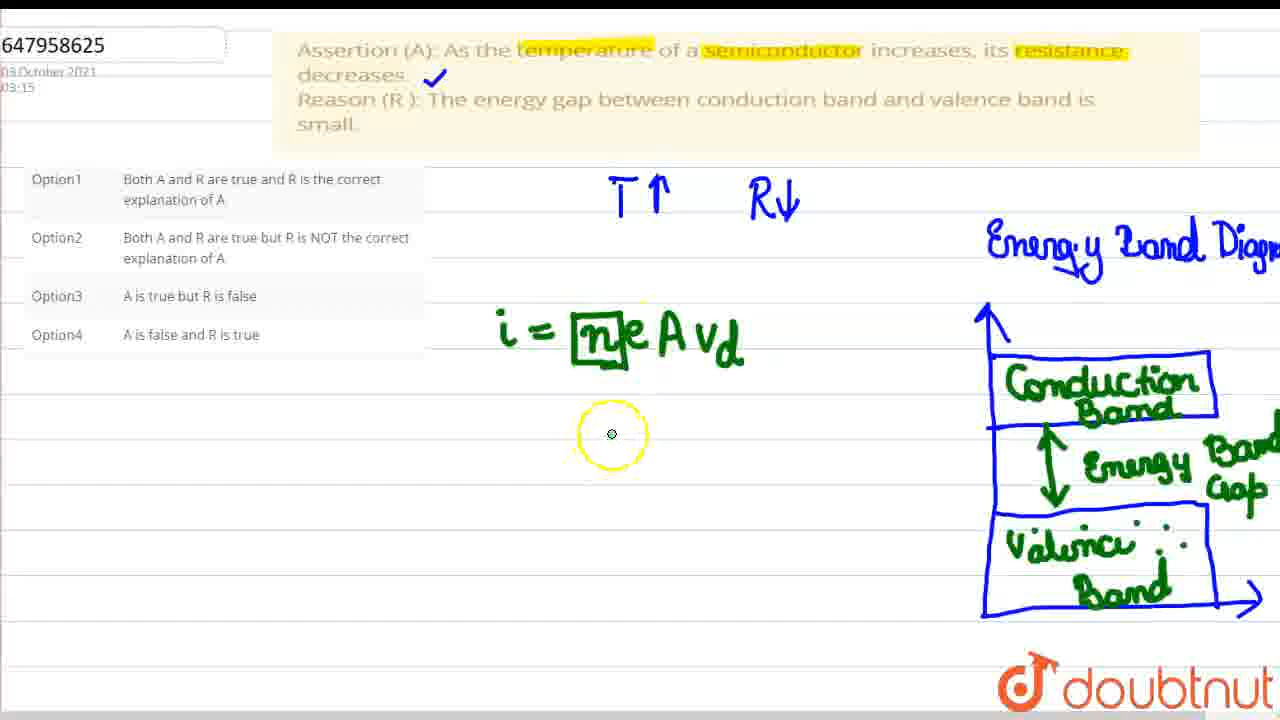 647958625
03 October 2021
03:15
Assertion (A): As the temperature of a semiconductor increases, its resistance
decreases.
Reason (R ): The energy gap between conduction band and valence band is
small.
Option1 Both A and R are true and R is the correct
explanation of A
Option2 Both A and R are true but R is NOT the correct
explanation of A
Option3 A is true but R is false
Option4 A is false and R is true
T↑ R↓
i = neAvd
Energy Band Diagra
Conduction
Band
Energy Band
Gap
Valence
Band
doubtnut